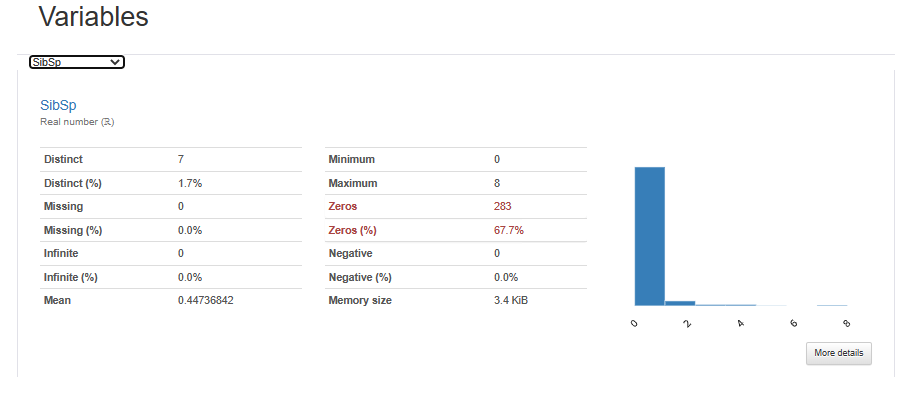 Variables
SibSp
SibSp
Real number (ℝ)
Distinct 7
Distinct (%) 1.7%
Missing 0
Missing (%) 0.0%
Infinite 0
Infinite (%) 0.0%
Mean 0.44736842
Minimum 0
Maximum 8
Zeros 283
Zeros (%) 67.7%
Negative 0
Negative (%) 0.0%
Memory size 3.4 KiB
0 2 4 6 8
More details